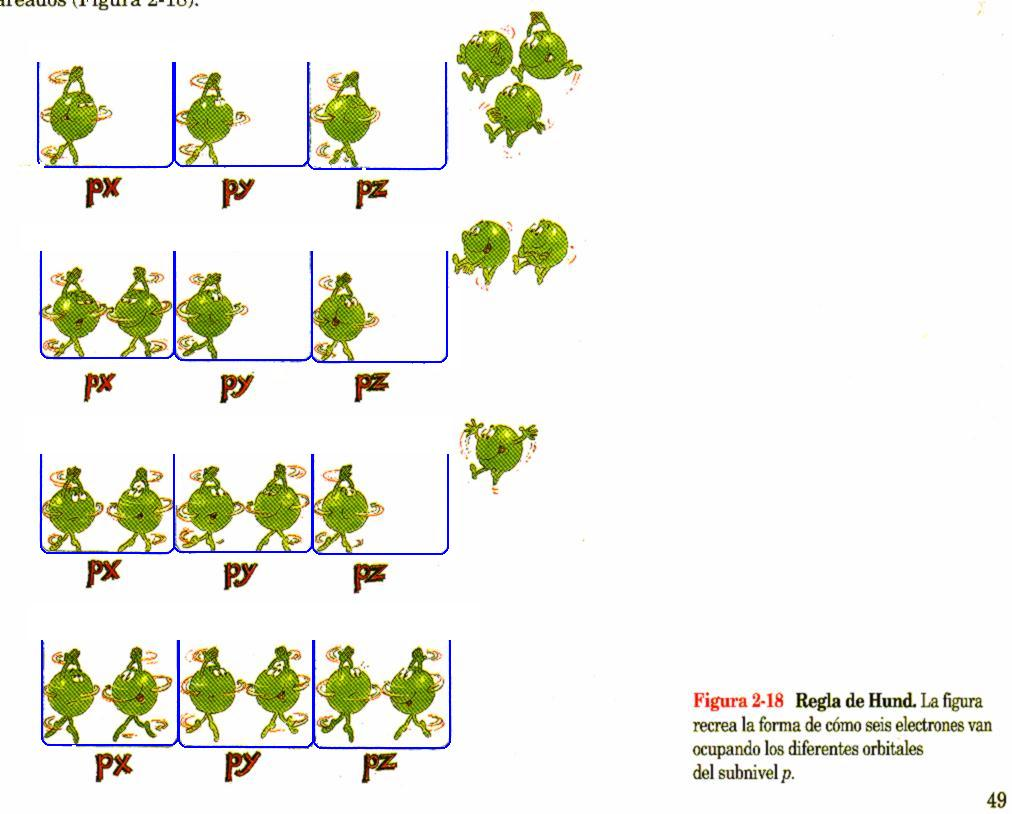 (Figura 2-18).
px py pz
px py pz
px py pz
px py pz
Figura 2-18 Regla de Hund. La figura
recrea la forma de cómo seis electrones van
ocupando los diferentes orbitales
del subnivel p.
49